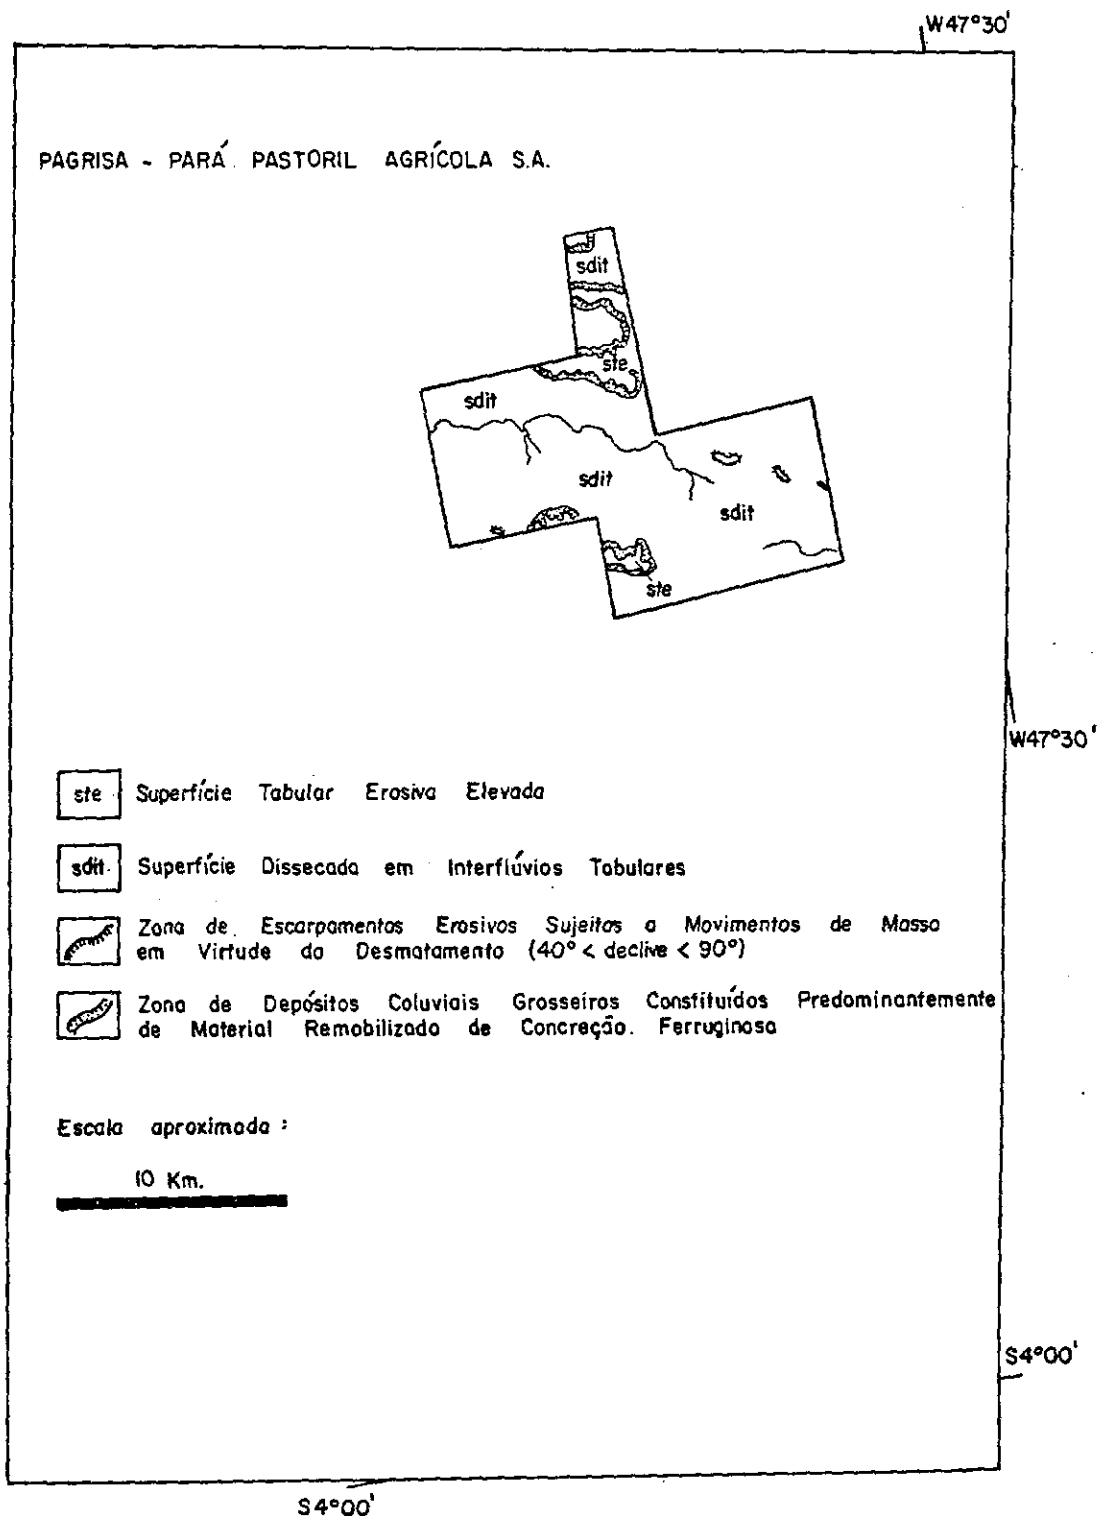 W47°30'
PAGRISA - PARÁ PASTORIL AGRÍCOLA S.A.
sdit
ste
sdit
sdit
sdit
ste
W47°30'
ste Superfície Tabular Erosiva Elevada
sdit Superfície Dissecada em Interflúvios Tabulares
Zona de Escarpamentos Erosivos Sujeitos a Movimentos de Massa
em Virtude do Desmatamento (40° < declive < 90°)
Zona de Depósitos Coluviais Grosseiros Constituídos Predominantemente
de Material Remobilizado de Concreção Ferruginosa
Escala aproximada :
10 Km.
S4°00'
S4°00'